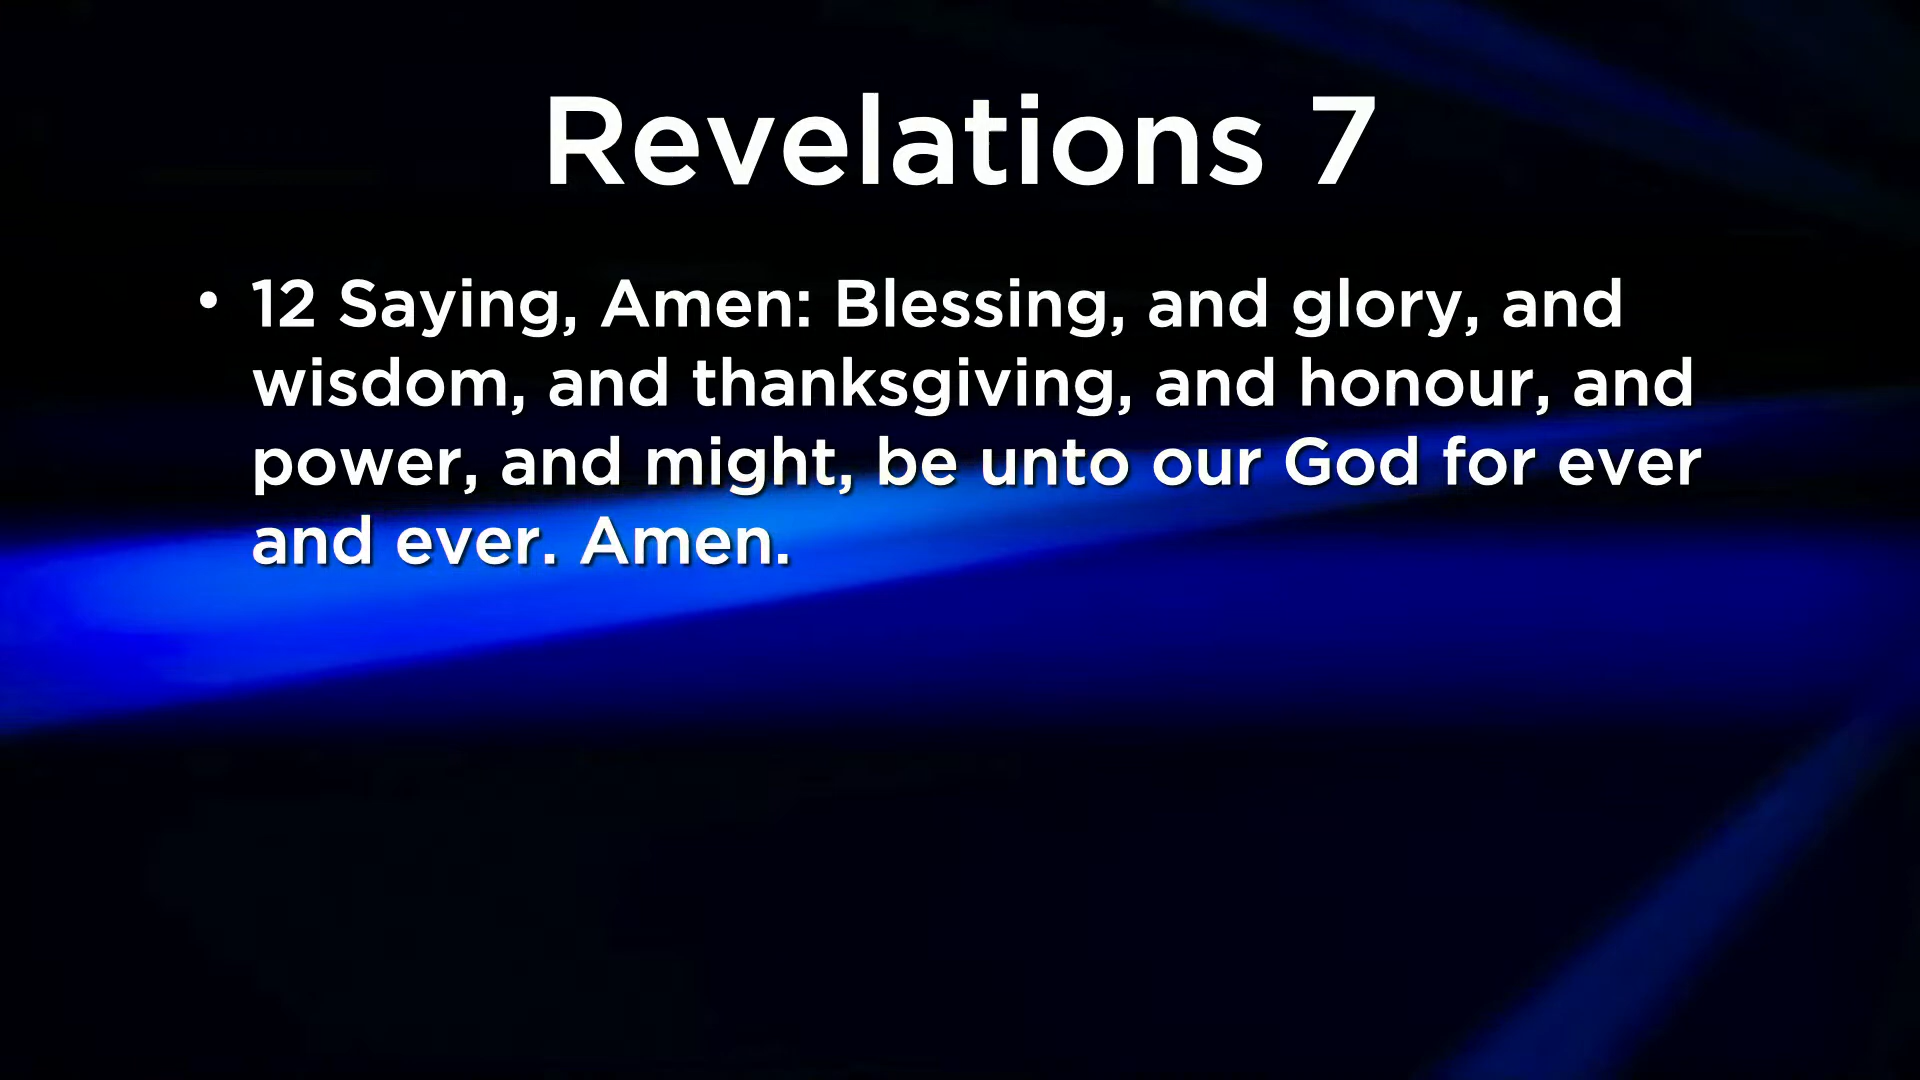 Revelations 7
• 12 Saying, Amen: Blessing, and glory, and
wisdom, and thanksgiving, and honour, and
power, and might, be unto our God for ever
and ever. Amen.